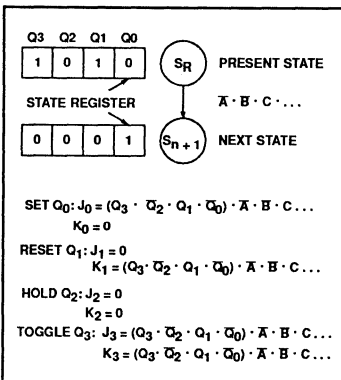 Q3 Q2 Q1 Q0
1 0 1 0
S_R
PRESENT STATE
STATE REGISTER
A̅ · B̅ · C · ...
0 0 0 1
S_n + 1
NEXT STATE
SET Q₀: J₀ = (Q₃ · Q̅₂ · Q₁ · Q̅₀) · A̅ · B̅ · C ...
K₀ = 0
RESET Q₁: J₁ = 0
K₁ = (Q₃ · Q̅₂ · Q₁ · Q̅₀) · A̅ · B̅ · C ...
HOLD Q₂: J₂ = 0
K₂ = 0
TOGGLE Q₃: J₃ = (Q₃ · Q̅₂ · Q₁ · Q̅₀) · A̅ · B̅ · C ...
K₃ = (Q₃ · Q̅₂ · Q₁ · Q̅₀) · A̅ · B̅ · C ...